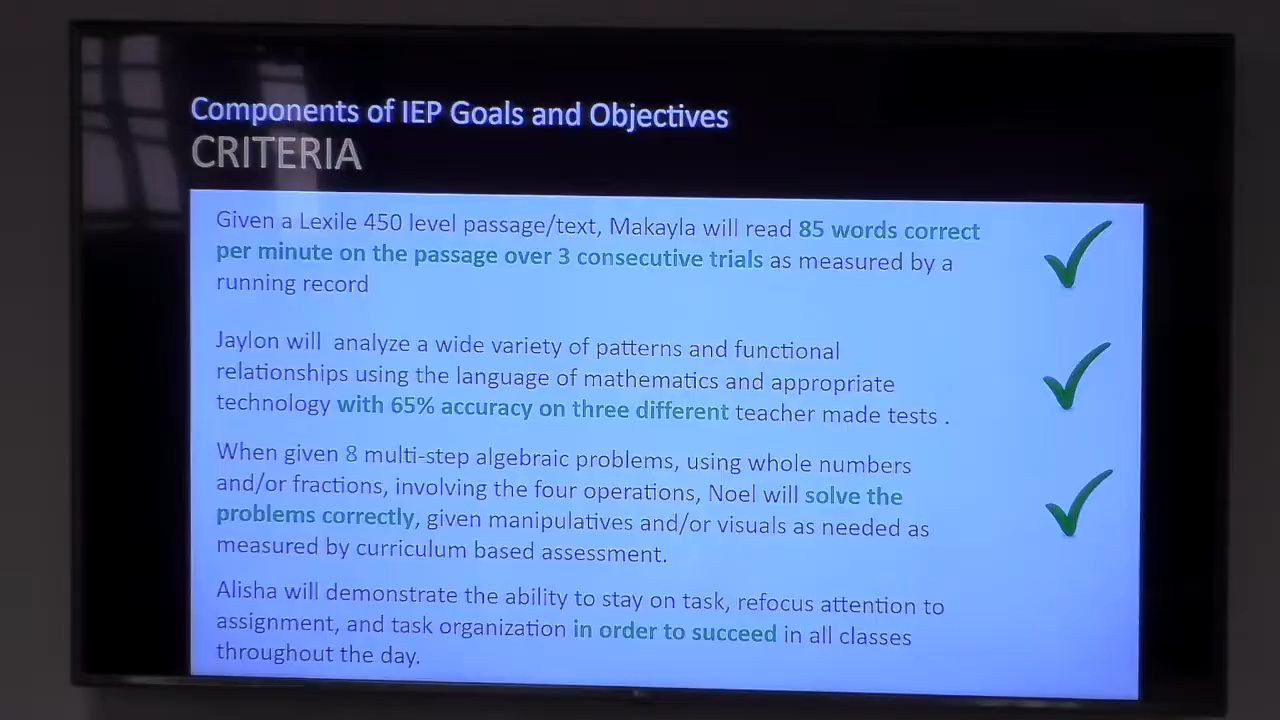 Components of IEP Goals and Objectives
CRITERIA
Given a Lexile 450 level passage/text, Makayla will read 85 words correct
per minute on the passage over 3 consecutive trials as measured by a
running record
Jaylon will analyze a wide variety of patterns and functional
relationships using the language of mathematics and appropriate
technology with 65% accuracy on three different teacher made tests .
When given 8 multi-step algebraic problems, using whole numbers
and/or fractions, involving the four operations, Noel will solve the
problems correctly, given manipulatives and/or visuals as needed as
measured by curriculum based assessment.
Alisha will demonstrate the ability to stay on task, refocus attention to
assignment, and task organization in order to succeed in all classes
throughout the day.